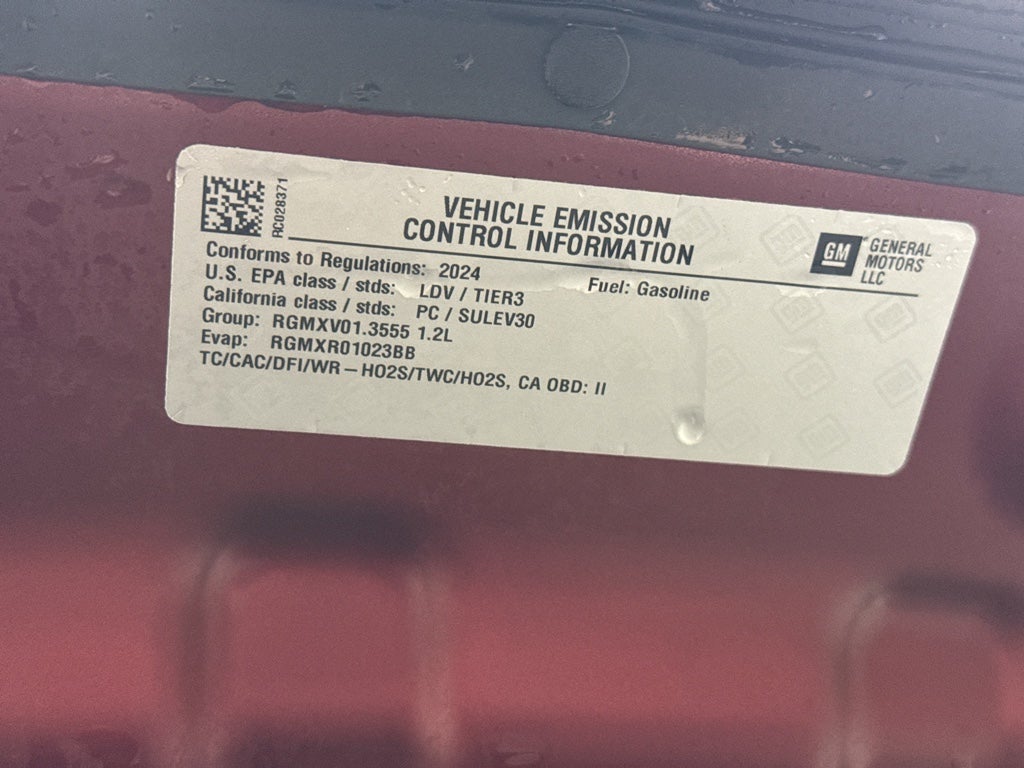 RC028371
VEHICLE EMISSION
CONTROL INFORMATION
GM GENERAL
MOTORS
LLC
Conforms to Regulations: 2024
Fuel: Gasoline
U.S. EPA class / stds: LDV / TIER3
California class / stds: PC / SULEV30
Group: RGMXV01.3555 1.2L
Evap: RGMXR01023BB
TC/CAC/DFI/WR – HO2S/TWC/HO2S, CA OBD: II